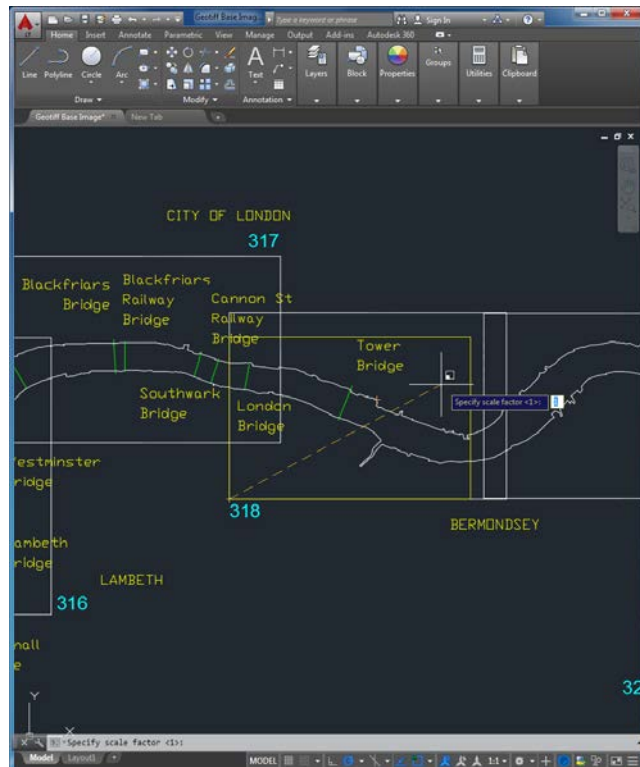 Geotiff Base Imag...
Type a keyword or phrase
Sign In
Home Insert Annotate Parametric View Manage Output Add-ins Autodesk 360
Line Polyline Circle Arc
Text
Layers Block Properties Groups Utilities Clipboard
Draw Modify Annotation
Geotiff Base Image* New Tab
CITY OF LONDON
317
Blackfriars
Bridge
Blackfriars
Railway
Bridge
Cannon St
Railway
Bridge
Tower
Bridge
Southwark
Bridge
London
Bridge
Specify scale factor <1>: 1
estminster
ridge
318
BERMONDSEY
ambeth
ridge
LAMBETH
316
hall
e
32
Y
X
Specify scale factor <1>:
Model Layout1 +
MODEL
1:1